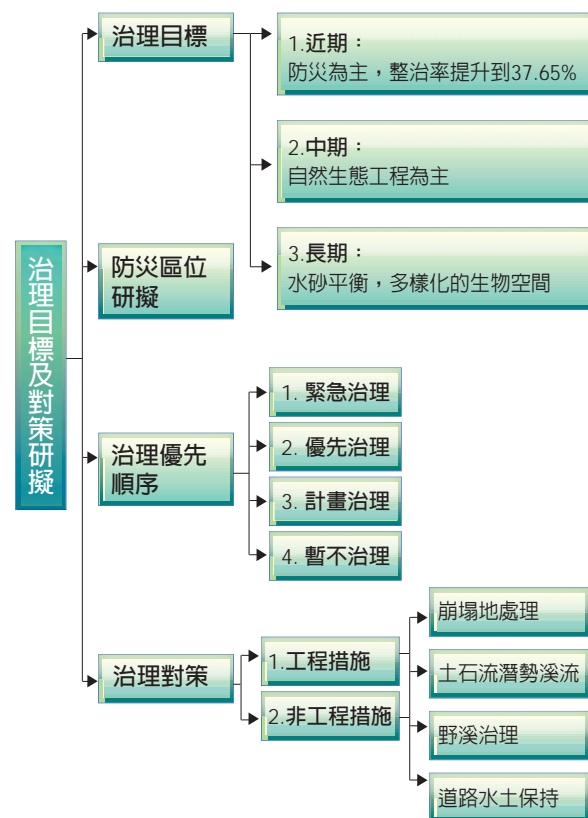 治理目標及對策研擬
治理目標
1.近期：
防災為主，整治率提升到37.65%
2.中期：
自然生態工程為主
3.長期：
水砂平衡，多樣化的生物空間
防災區位
研擬
治理優先
順序
1. 緊急治理
2. 優先治理
3. 計畫治理
4. 暫不治理
治理對策
1.工程措施
2.非工程措施
崩塌地處理
土石流潛勢溪流
野溪治理
道路水土保持